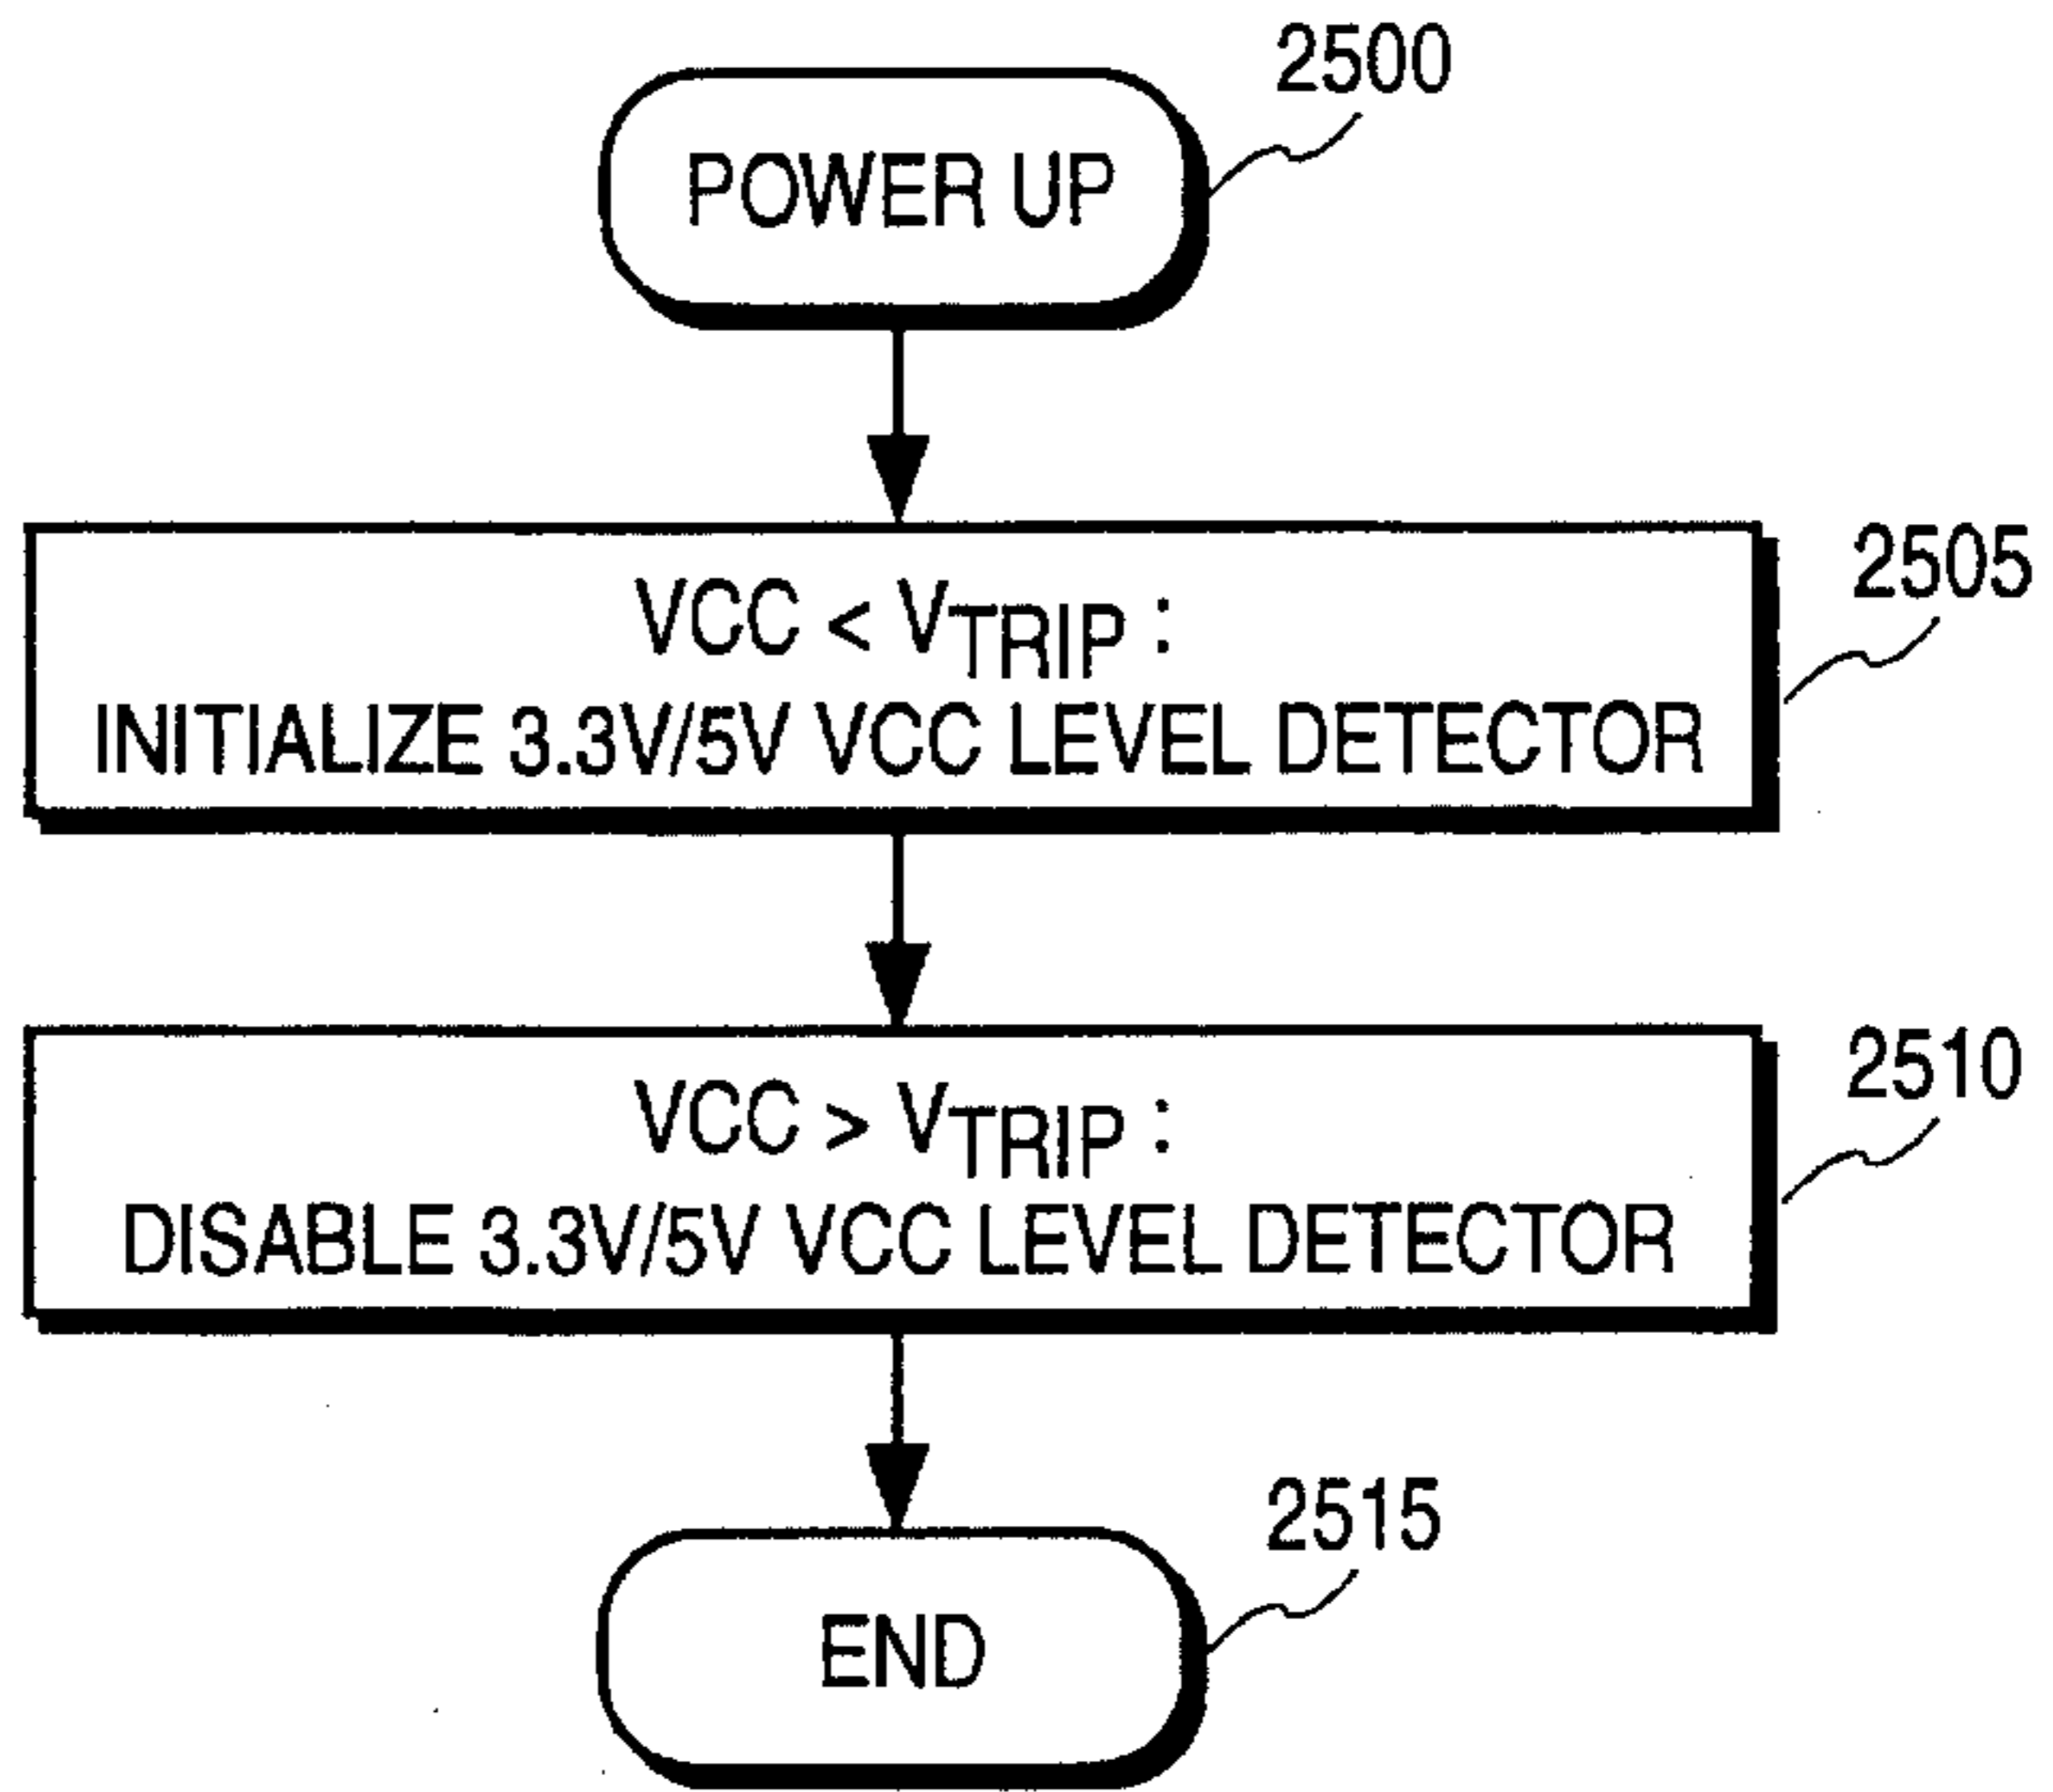 2500
POWER UP
2505
VCC < VTRIP :
INITIALIZE 3.3V/5V VCC LEVEL DETECTOR
2510
VCC > VTRIP :
DISABLE 3.3V/5V VCC LEVEL DETECTOR
2515
END